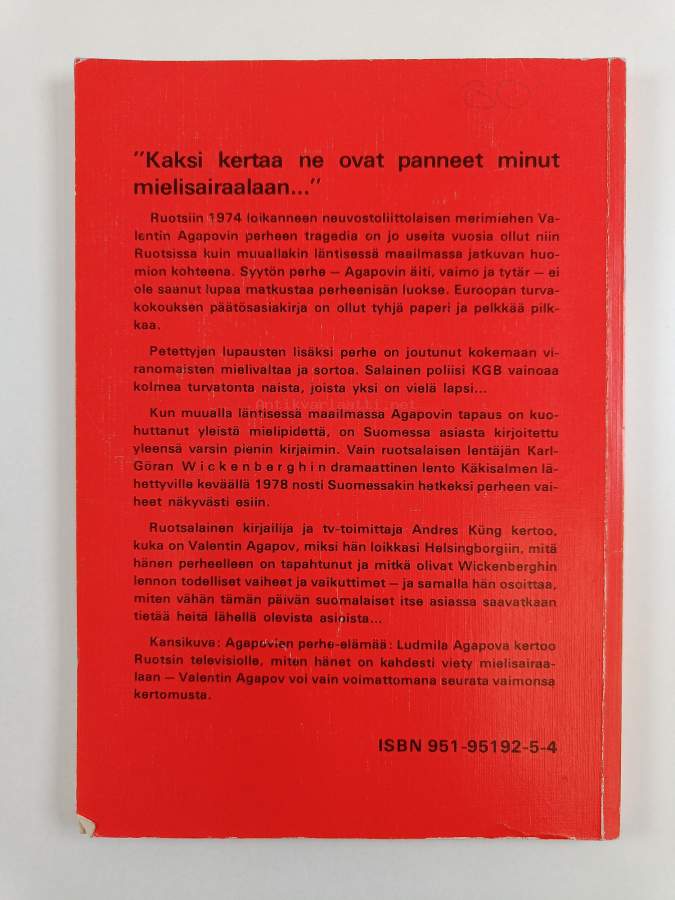 80
"Kaksi kertaa ne ovat panneet minut
mielisairaalaan..."
Ruotsiin 1974 loikanneen neuvostoliittolaisen merimiehen Va-
lentin Agapovin perheen tragedia on jo useita vuosia ollut niin
Ruotsissa kuin muuallakin läntisessä maailmassa jatkuvan huo-
mion kohteena. Syytön perhe – Agapovin äiti, vaimo ja tytär – ei
ole saanut lupaa matkustaa perheenisän luokse. Euroopan turva-
kokouksen päätösasiakirja on ollut tyhjä paperi ja pelkkää pilk-
kaa.
Petettyjen lupausten lisäksi perhe on joutunut kokemaan vi-
ranomaisten mielivaltaa ja sortoa. Salainen poliisi KGB vainoaa
kolmea turvatonta naista, joista yksi on vielä lapsi...
Antikvariaatti.net
Kun muualla läntisessä maailmassa Agapovin tapaus on kuo-
huttanut yleistä mielipidettä, on Suomessa asiasta kirjoitettu
yleensä varsin pienin kirjaimin. Vain ruotsalaisen lentäjän Karl-
Göran Wickenberghin dramaattinen lento Käkisalmen lä-
hettyville keväällä 1978 nosti Suomessakin hetkeksi perheen vai-
heet näkyvästi esiin.
Ruotsalainen kirjailija ja tv-toimittaja Andres Küng kertoo,
kuka on Valentin Agapov, miksi hän loikkasi Helsingborgiin, mitä
hänen perheelleen on tapahtunut ja mitkä olivat Wickenberghin
lennon todelliset vaiheet ja vaikuttimet – ja samalla hän osoittaa,
miten vähän tämän päivän suomalaiset itse asiassa saavatkaan
tietää heitä lähellä olevista asioista...
Kansikuva: Agapovien perhe-elämää: Ludmila Agapova kertoo
Ruotsin televisiolle, miten hänet on kahdesti viety mielisairaa-
laan – Valentin Agapov voi vain voimattomana seurata vaimonsa
kertomusta.
ISBN 951-95192-5-4